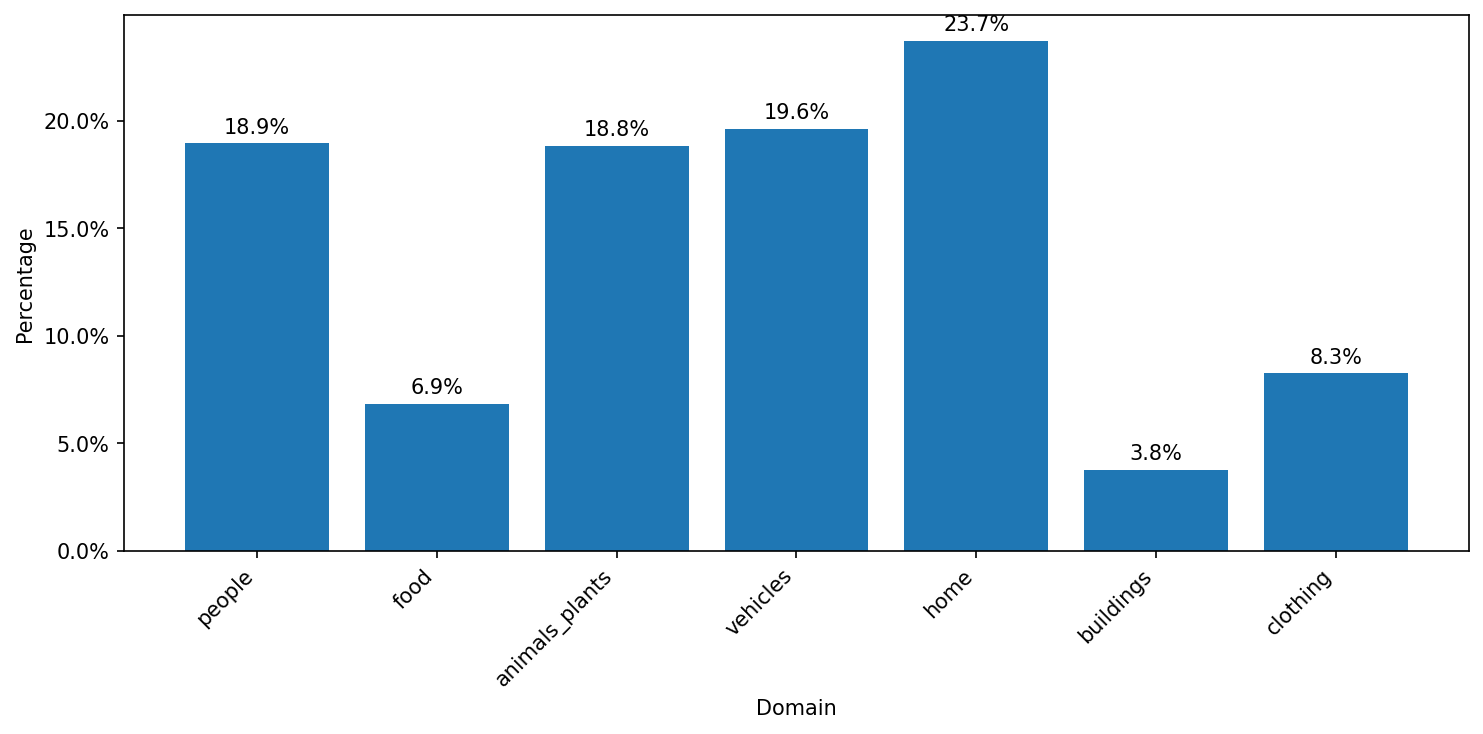 23.7%
20.0%
19.6%
18.9%
18.8%
15.0%
Percentage
10.0%
8.3%
6.9%
5.0%
3.8%
0.0%
people
food
animals_plants
vehicles
home
buildings
clothing
Domain